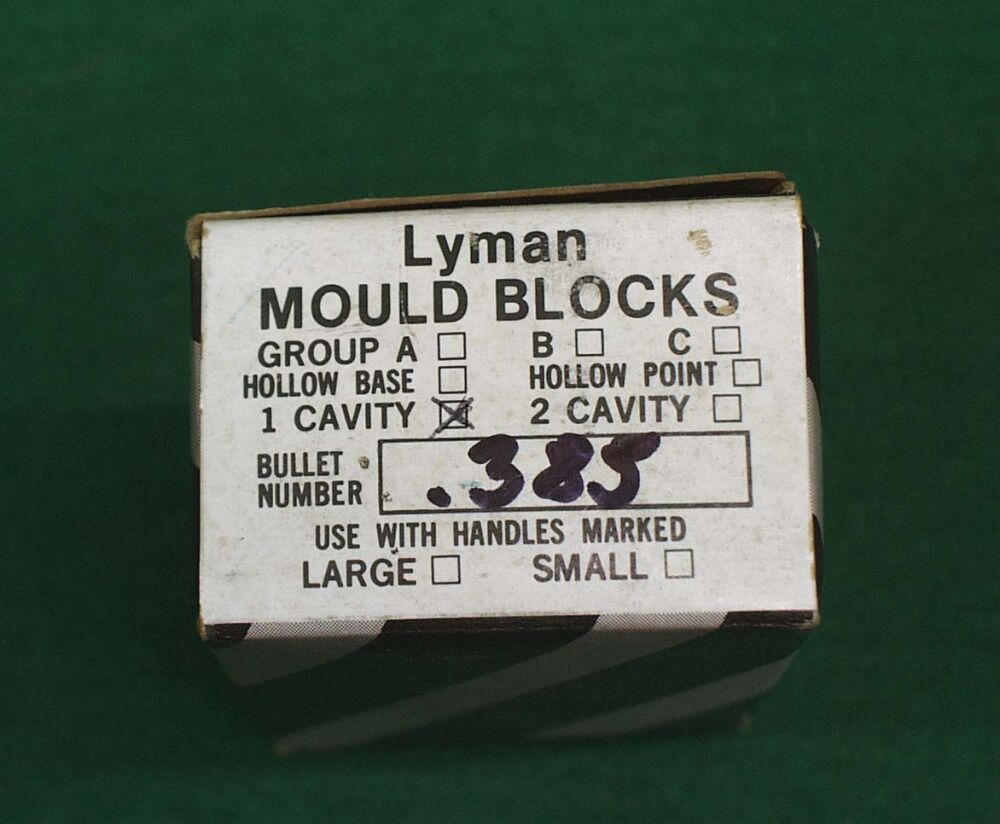 Lyman
MOULD BLOCKS
GROUP A □ B □ C □
HOLLOW BASE □ HOLLOW POINT □
1 CAVITY ☒ 2 CAVITY □
BULLET NUMBER .385
USE WITH HANDLES MARKED
LARGE □ SMALL □